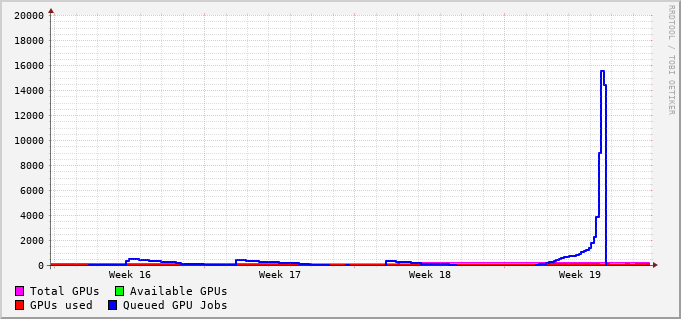 RRDTOOL / TOBI OETIKER
20000
18000
16000
14000
12000
10000
8000
6000
4000
2000
0
Week 16 Week 17 Week 18 Week 19
Total GPUs Available GPUs
GPUs used Queued GPU Jobs